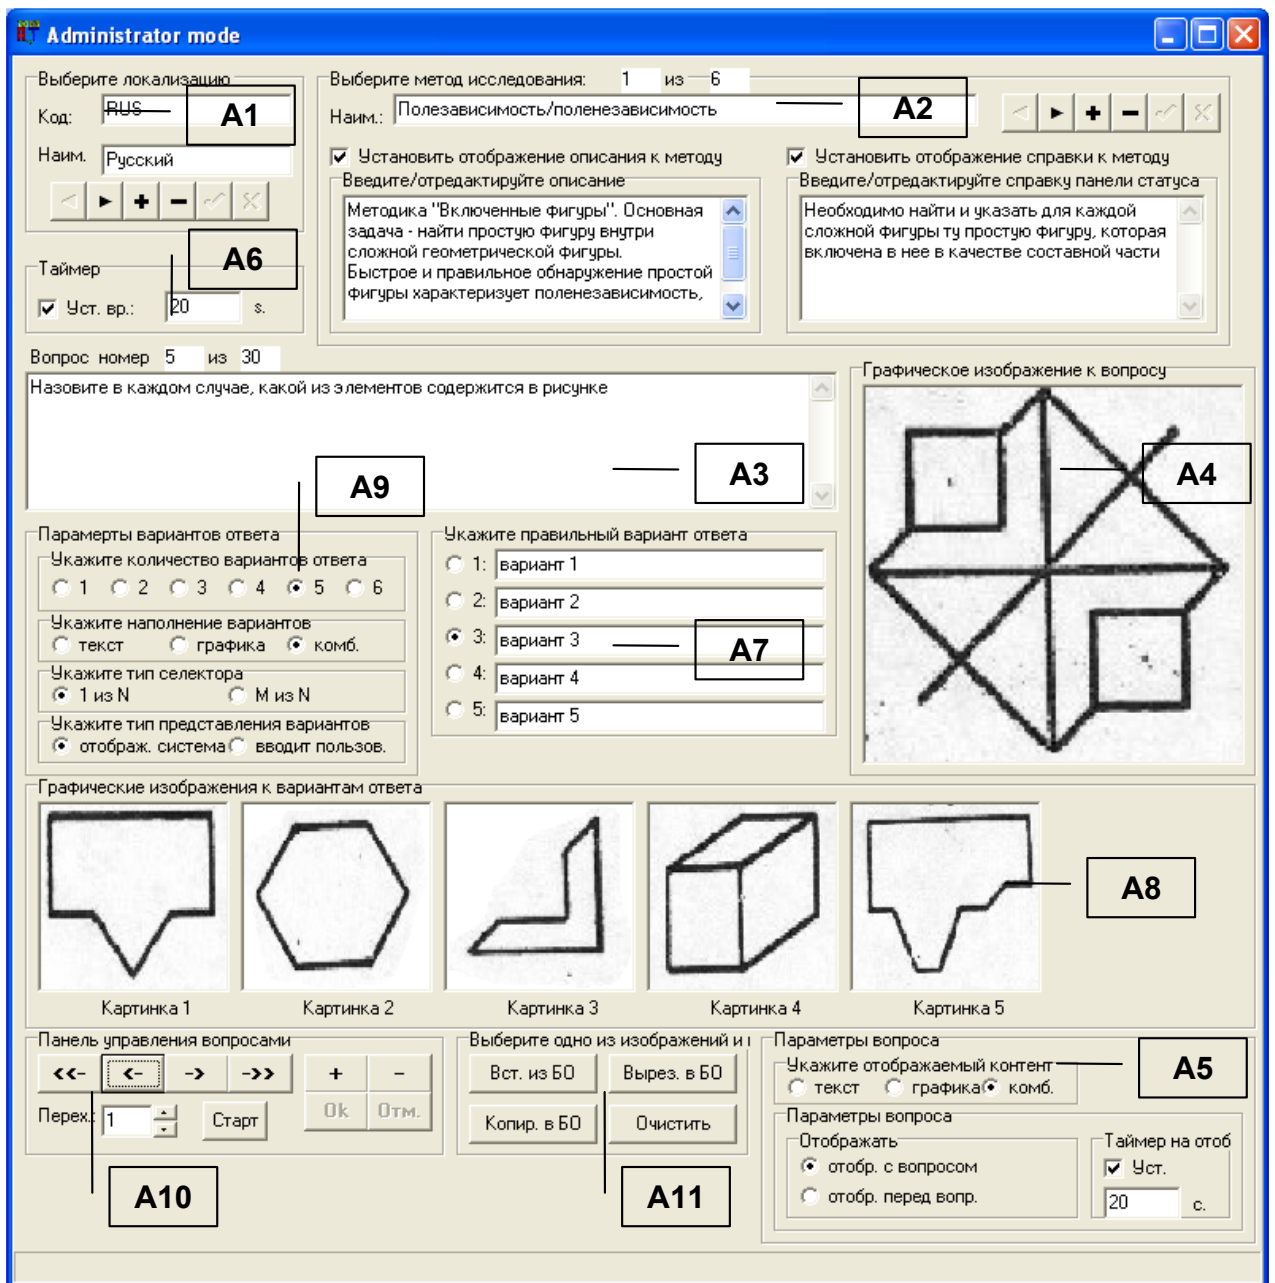 Administrator mode
Выберите локализацию
Код: RUS
A1
Наим. Русский
Выберите метод исследования: 1 из 6
Наим.: Полезависимость/поленезависимость
A2
Установить отображение описания к методу
Установить отображение справки к методу
Введите/отредактируйте описание
Методика "Включенные фигуры". Основная
задача - найти простую фигуру внутри
сложной геометрической фигуры.
Быстрое и правильное обнаружение простой
фигуры характеризует поленезависимость,
Введите/отредактируйте справку панели статуса
Необходимо найти и указать для каждой
сложной фигуры ту простую фигуру, которая
включена в нее в качестве составной части
A6
Таймер
Уст. вр.: 20 s.
Вопрос номер 5 из 30
Назовите в каждом случае, какой из элементов содержится в рисунке
A3
A9
Графическое изображение к вопросу
A4
Парамерты вариантов ответа
Укажите количество вариантов ответа
1 2 3 4 5 6
Укажите наполнение вариантов
текст графика комб.
Укажите тип селектора
1 из N M из N
Укажите тип представления вариантов
отображ. система вводит пользов.
Укажите правильный вариант ответа
1: вариант 1
2: вариант 2
3: вариант 3
A7
4: вариант 4
5: вариант 5
Графические изображения к вариантам ответа
A8
Картинка 1 Картинка 2 Картинка 3 Картинка 4 Картинка 5
Панель управления вопросами
<<- <- -> ->> + -
Перех.: 1 Старт Ok Отм.
A10
Выберите одно из изображений и
Вст. из БО Вырез. в БО
Копир. в БО Очистить
A11
Параметры вопроса
Укажите отображаемый контент
A5
текст графика комб.
Параметры вопроса
Отображать
отобр. с вопросом
отобр. перед вопр.
Таймер на отоб
Уст.
20 с.